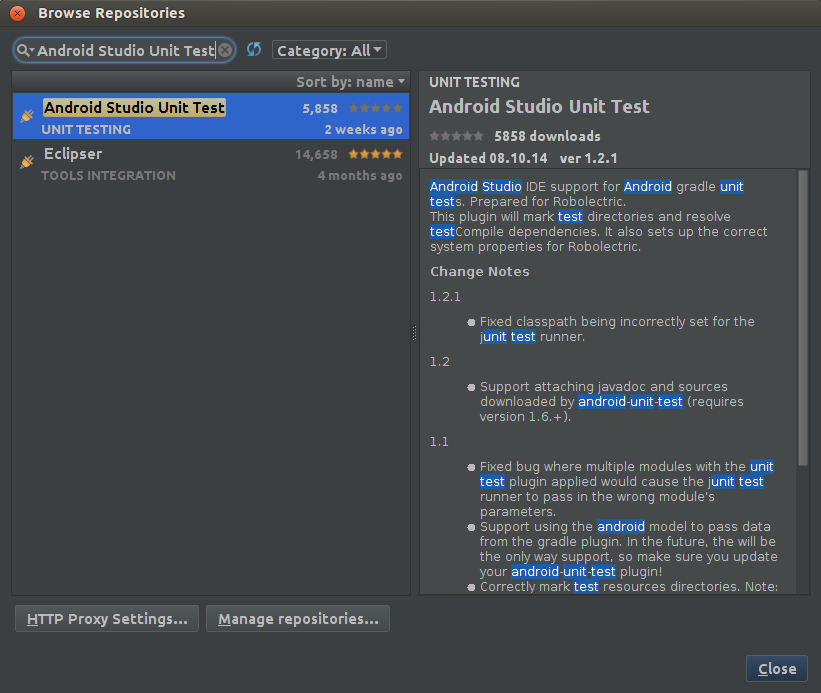 Browse Repositories
Android Studio Unit Test
Category: All
Sort by: name
Android Studio Unit Test 5,858
UNIT TESTING 2 weeks ago
Eclipser 14,658
TOOLS INTEGRATION 4 months ago
UNIT TESTING
Android Studio Unit Test
5858 downloads
Updated 08.10.14 ver 1.2.1
Android Studio IDE support for Android gradle unit
tests. Prepared for Robolectric.
This plugin will mark test directories and resolve
testCompile dependencies. It also sets up the correct
system properties for Robolectric.
Change Notes
1.2.1
Fixed classpath being incorrectly set for the
junit test runner.
1.2
Support attaching javadoc and sources
downloaded by android-unit-test (requires
version 1.6.+).
1.1
Fixed bug where multiple modules with the unit
test plugin applied would cause the junit test
runner to pass in the wrong module's
parameters.
Support using the android model to pass data
from the gradle plugin. In the future, the will be
the only way support, so make sure you update
your android-unit-test plugin!
Correctly mark test resources directories. Note:
HTTP Proxy Settings...
Manage repositories...
Close